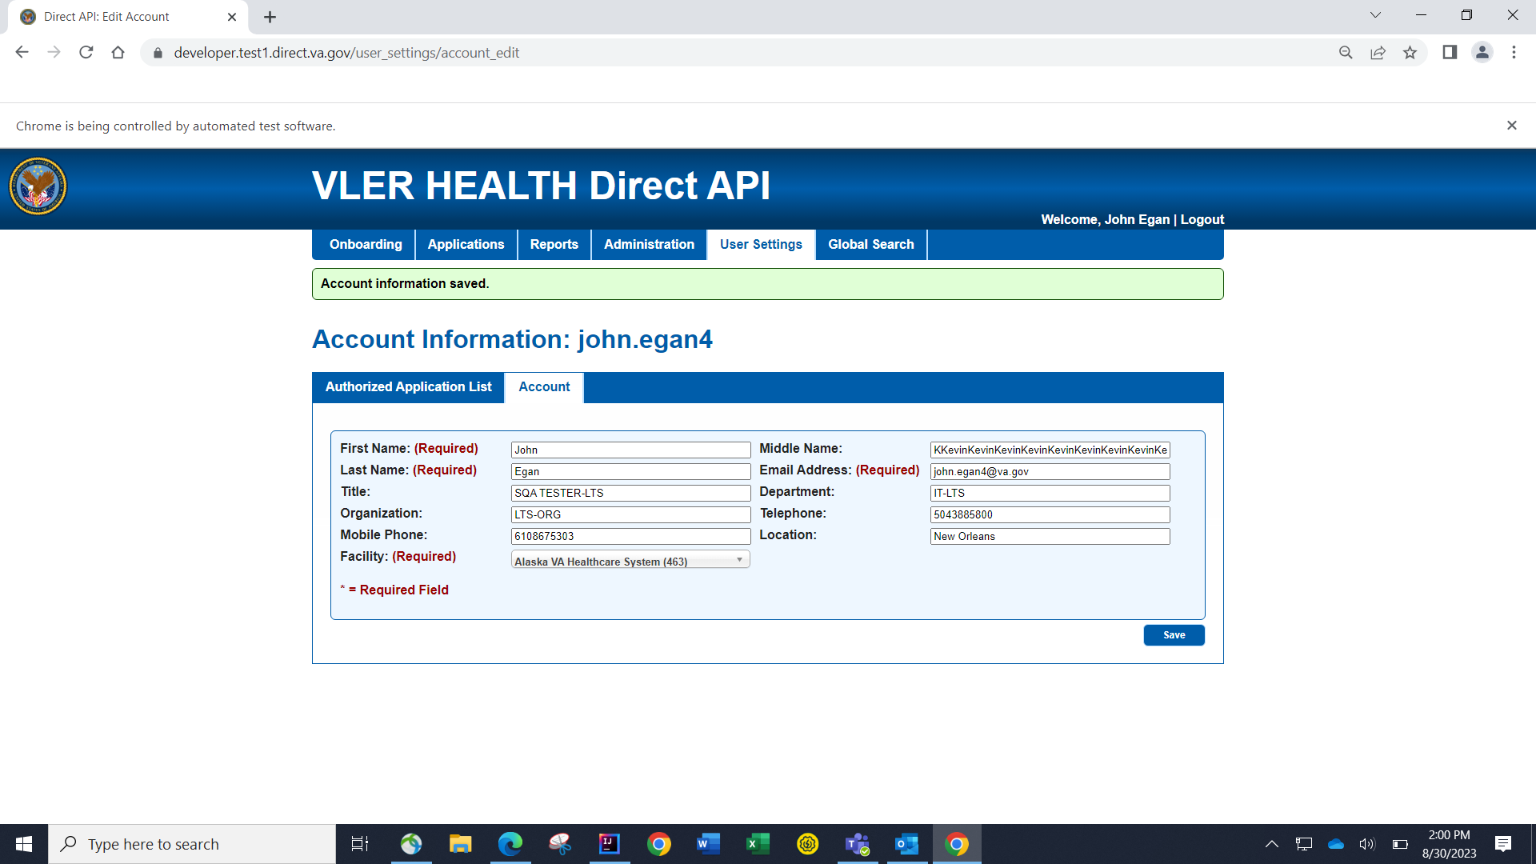 Direct API: Edit Account
developer.test1.direct.va.gov/user_settings/account_edit
Chrome is being controlled by automated test software.
VLER HEALTH Direct API
Welcome, John Egan | Logout
Onboarding Applications Reports Administration User Settings Global Search
Account information saved.
Account Information: john.egan4
Authorized Application List Account
First Name: (Required) John Middle Name: KKevinKevinKevinKevinKevinKevinKevinKevinKe
Last Name: (Required) Egan Email Address: (Required) john.egan4@va.gov
Title: SQA TESTER-LTS Department: IT-LTS
Organization: LTS-ORG Telephone: 5043885800
Mobile Phone: 6108675303 Location: New Orleans
Facility: (Required) Alaska VA Healthcare System (463)
* = Required Field
Save
Type here to search
2:00 PM
8/30/2023